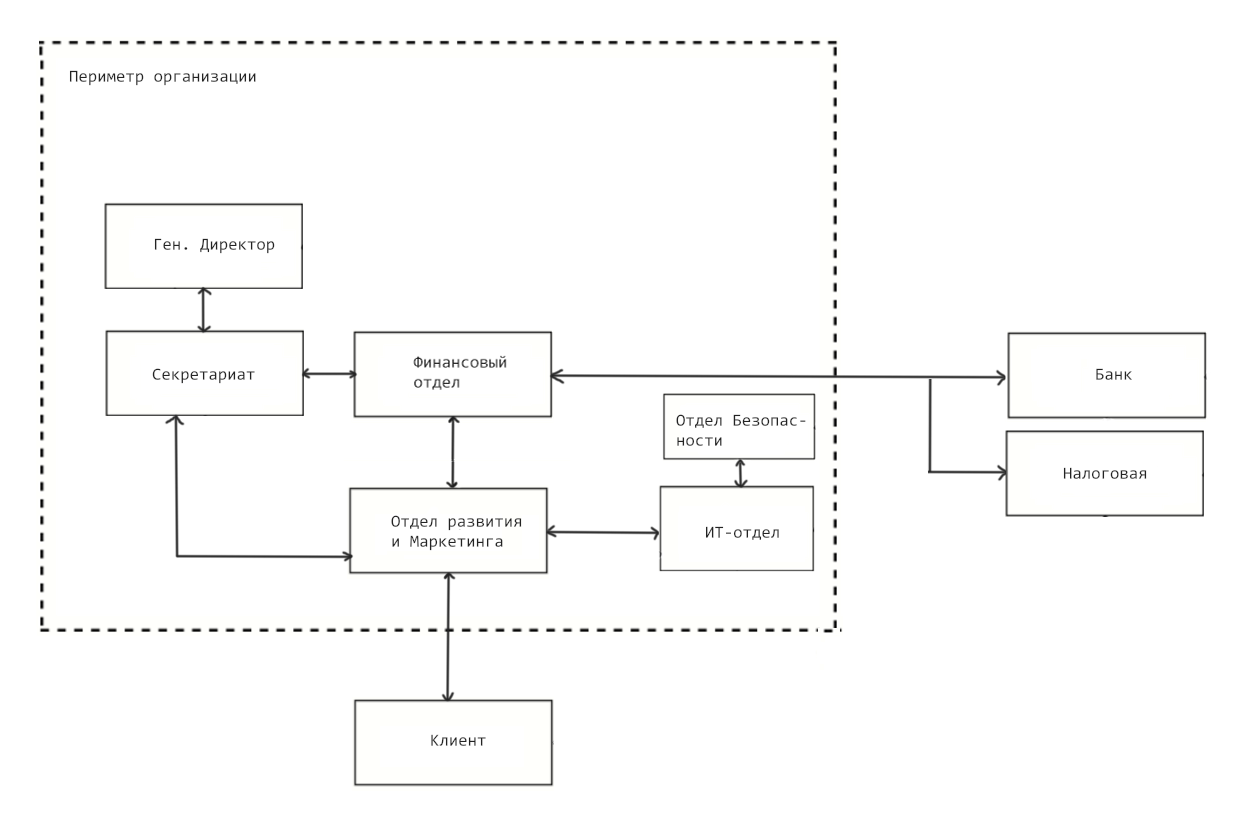 Периметр организации
Ген. Директор
Секретариат
Финансовый
отдел
Банк
Отдел Безопас-
ности
Налоговая
Отдел развития
и Маркетинга
ИТ-отдел
Клиент